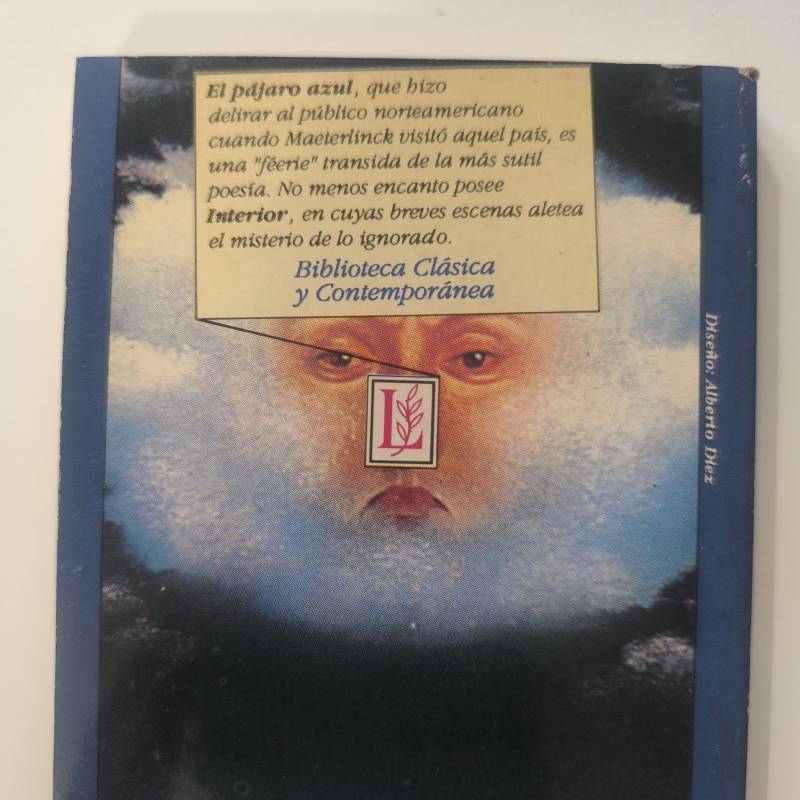 El pájaro azul, que hizo
delirar al público norteamericano
cuando Maeterlinck visitó aquel país, es
una "féerie" transida de la más sutil
poesía. No menos encanto posee
Interior, en cuyas breves escenas aletea
el misterio de lo ignorado.
Biblioteca Clásica
y Contemporánea
L
Diseño: Alberto Diez